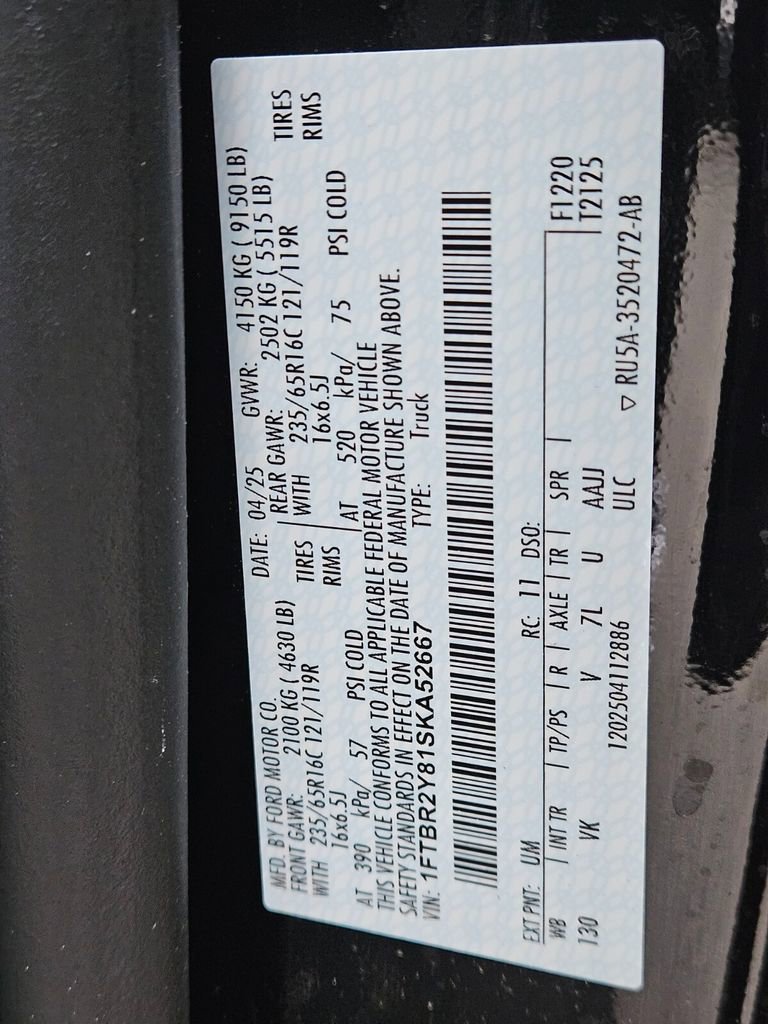 MFD. BY FORD MOTOR CO.
DATE: 04/25 GVWR: 4150 KG ( 9150 LB)
FRONT GAWR: 2100 KG ( 4630 LB)
REAR GAWR: 2502 KG ( 5515 LB)
WITH 235/65R16C 121/119R TIRES
WITH 235/65R16C 121/119R TIRES
16x6.5J RIMS
16x6.5J RIMS
AT 390 kPa/ 57 PSI COLD
AT 520 kPa/ 75 PSI COLD
THIS VEHICLE CONFORMS TO ALL APPLICABLE FEDERAL MOTOR VEHICLE
SAFETY STANDARDS IN EFFECT ON THE DATE OF MANUFACTURE SHOWN ABOVE.
VIN: 1FTBR2Y81SKA52667 TYPE: Truck
EXT PNT: UM RC: 11 DSO:
WB | INT TR | TP/PS | R | AXLE | TR | SPR | F1220
130 VK V 7L U AAJJ T2125
1202504112886 ULC ▽ RU5A-3520472-AB